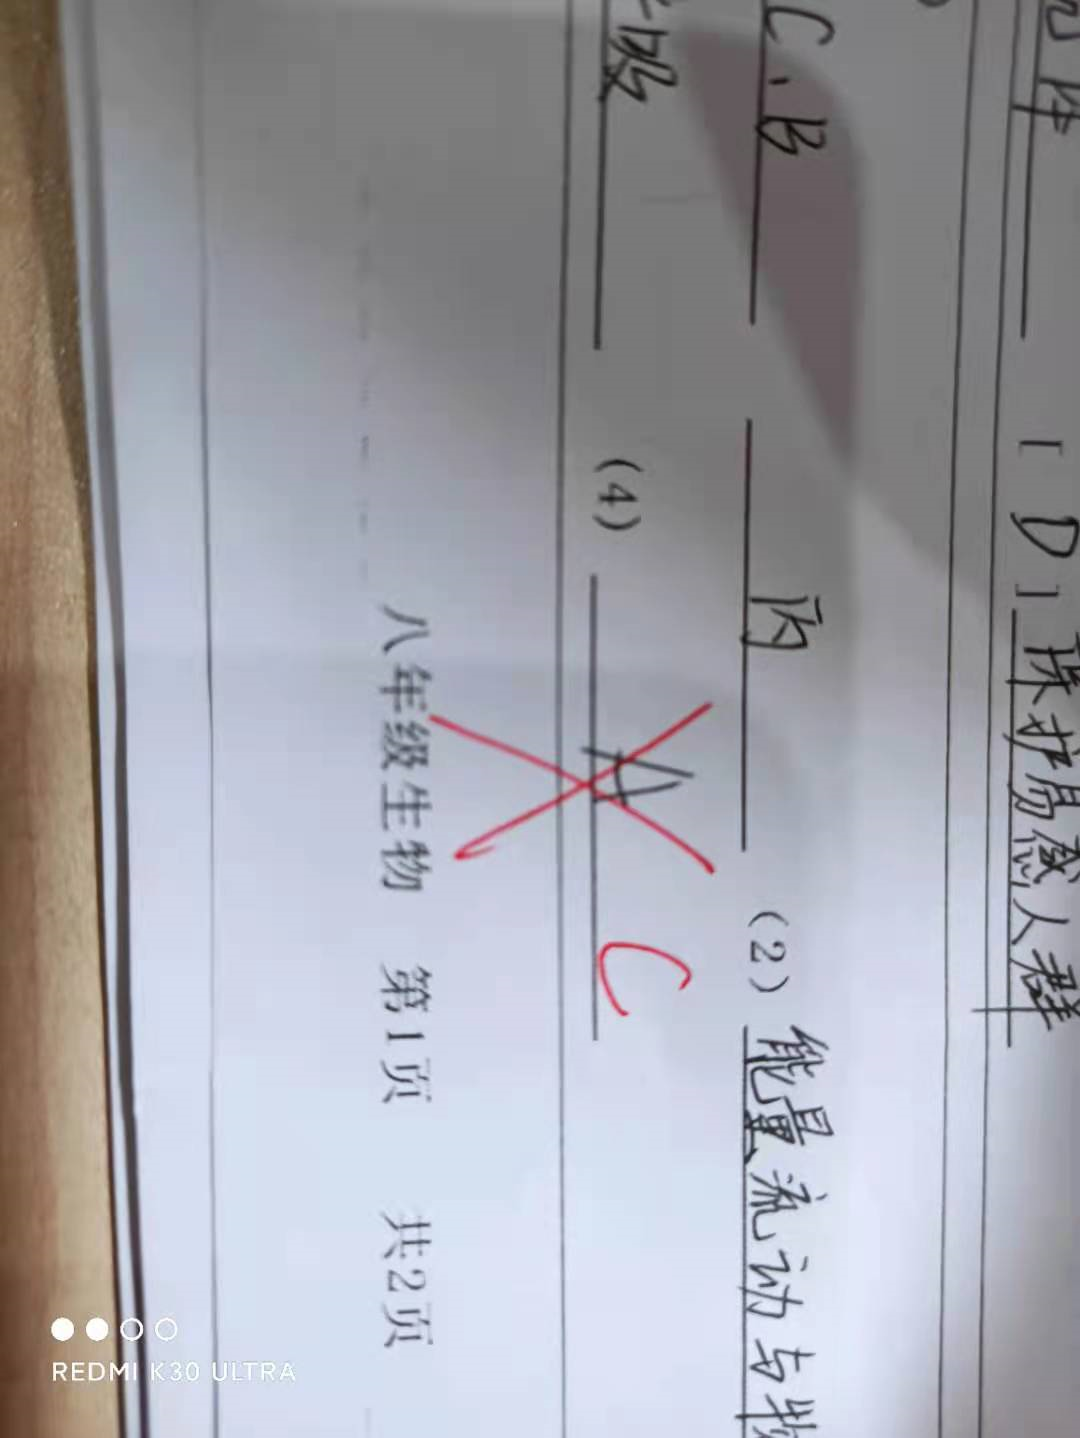 [ D ] 保护易感人群
C、B 丙 (2) 能量流动与物
(4) A C
八年级生物 第1页 共2页
REDMI K30 ULTRA